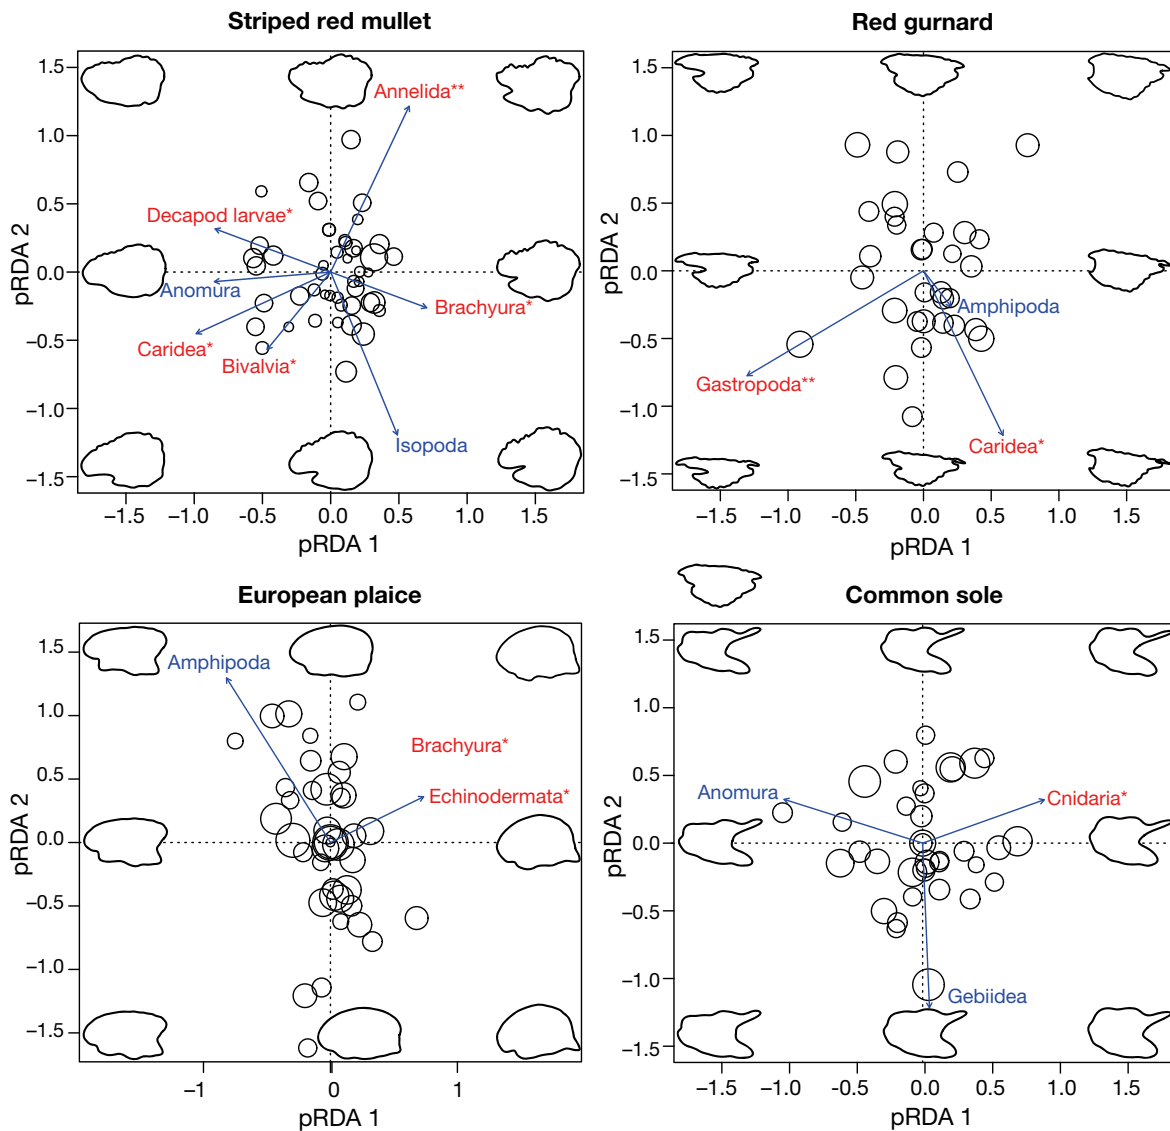 Striped red mullet
Red gurnard
1.5
1.0
0.5
0.0
−0.5
−1.0
−1.5
pRDA 2
Annelida**
Decapod larvae*
Anomura
Brachyura*
Caridea*
Bivalvia*
Isopoda
−1.5
−1.0
-0.5
0.0
0.5
1
1.5
pRDA 1
1.5
1.0
0.5
0.0
−0.5
−1.0
−1.5
pRDA 2
Amphipoda
Gastropoda**
Caridea*
−1.5
-1.0
-0.5
0.0
0.5
1.0
1.5
pRDA 1
European plaice
Common sole
1.5
1.0
0.5
0.0
−0.5
−1.0
−1.5
pRDA 2
Amphipoda
Brachyura*
Echinodermata*
−1
0
1
pRDA 1
1.5
1.0
0.5
0.0
−0.5
−1.0
−1.5
pRDA 2
Anomura
Cnidaria*
Gebiidea
−1.5
−1.0
-0.5
0.0
0.5
1.0
1.5
pRDA 1